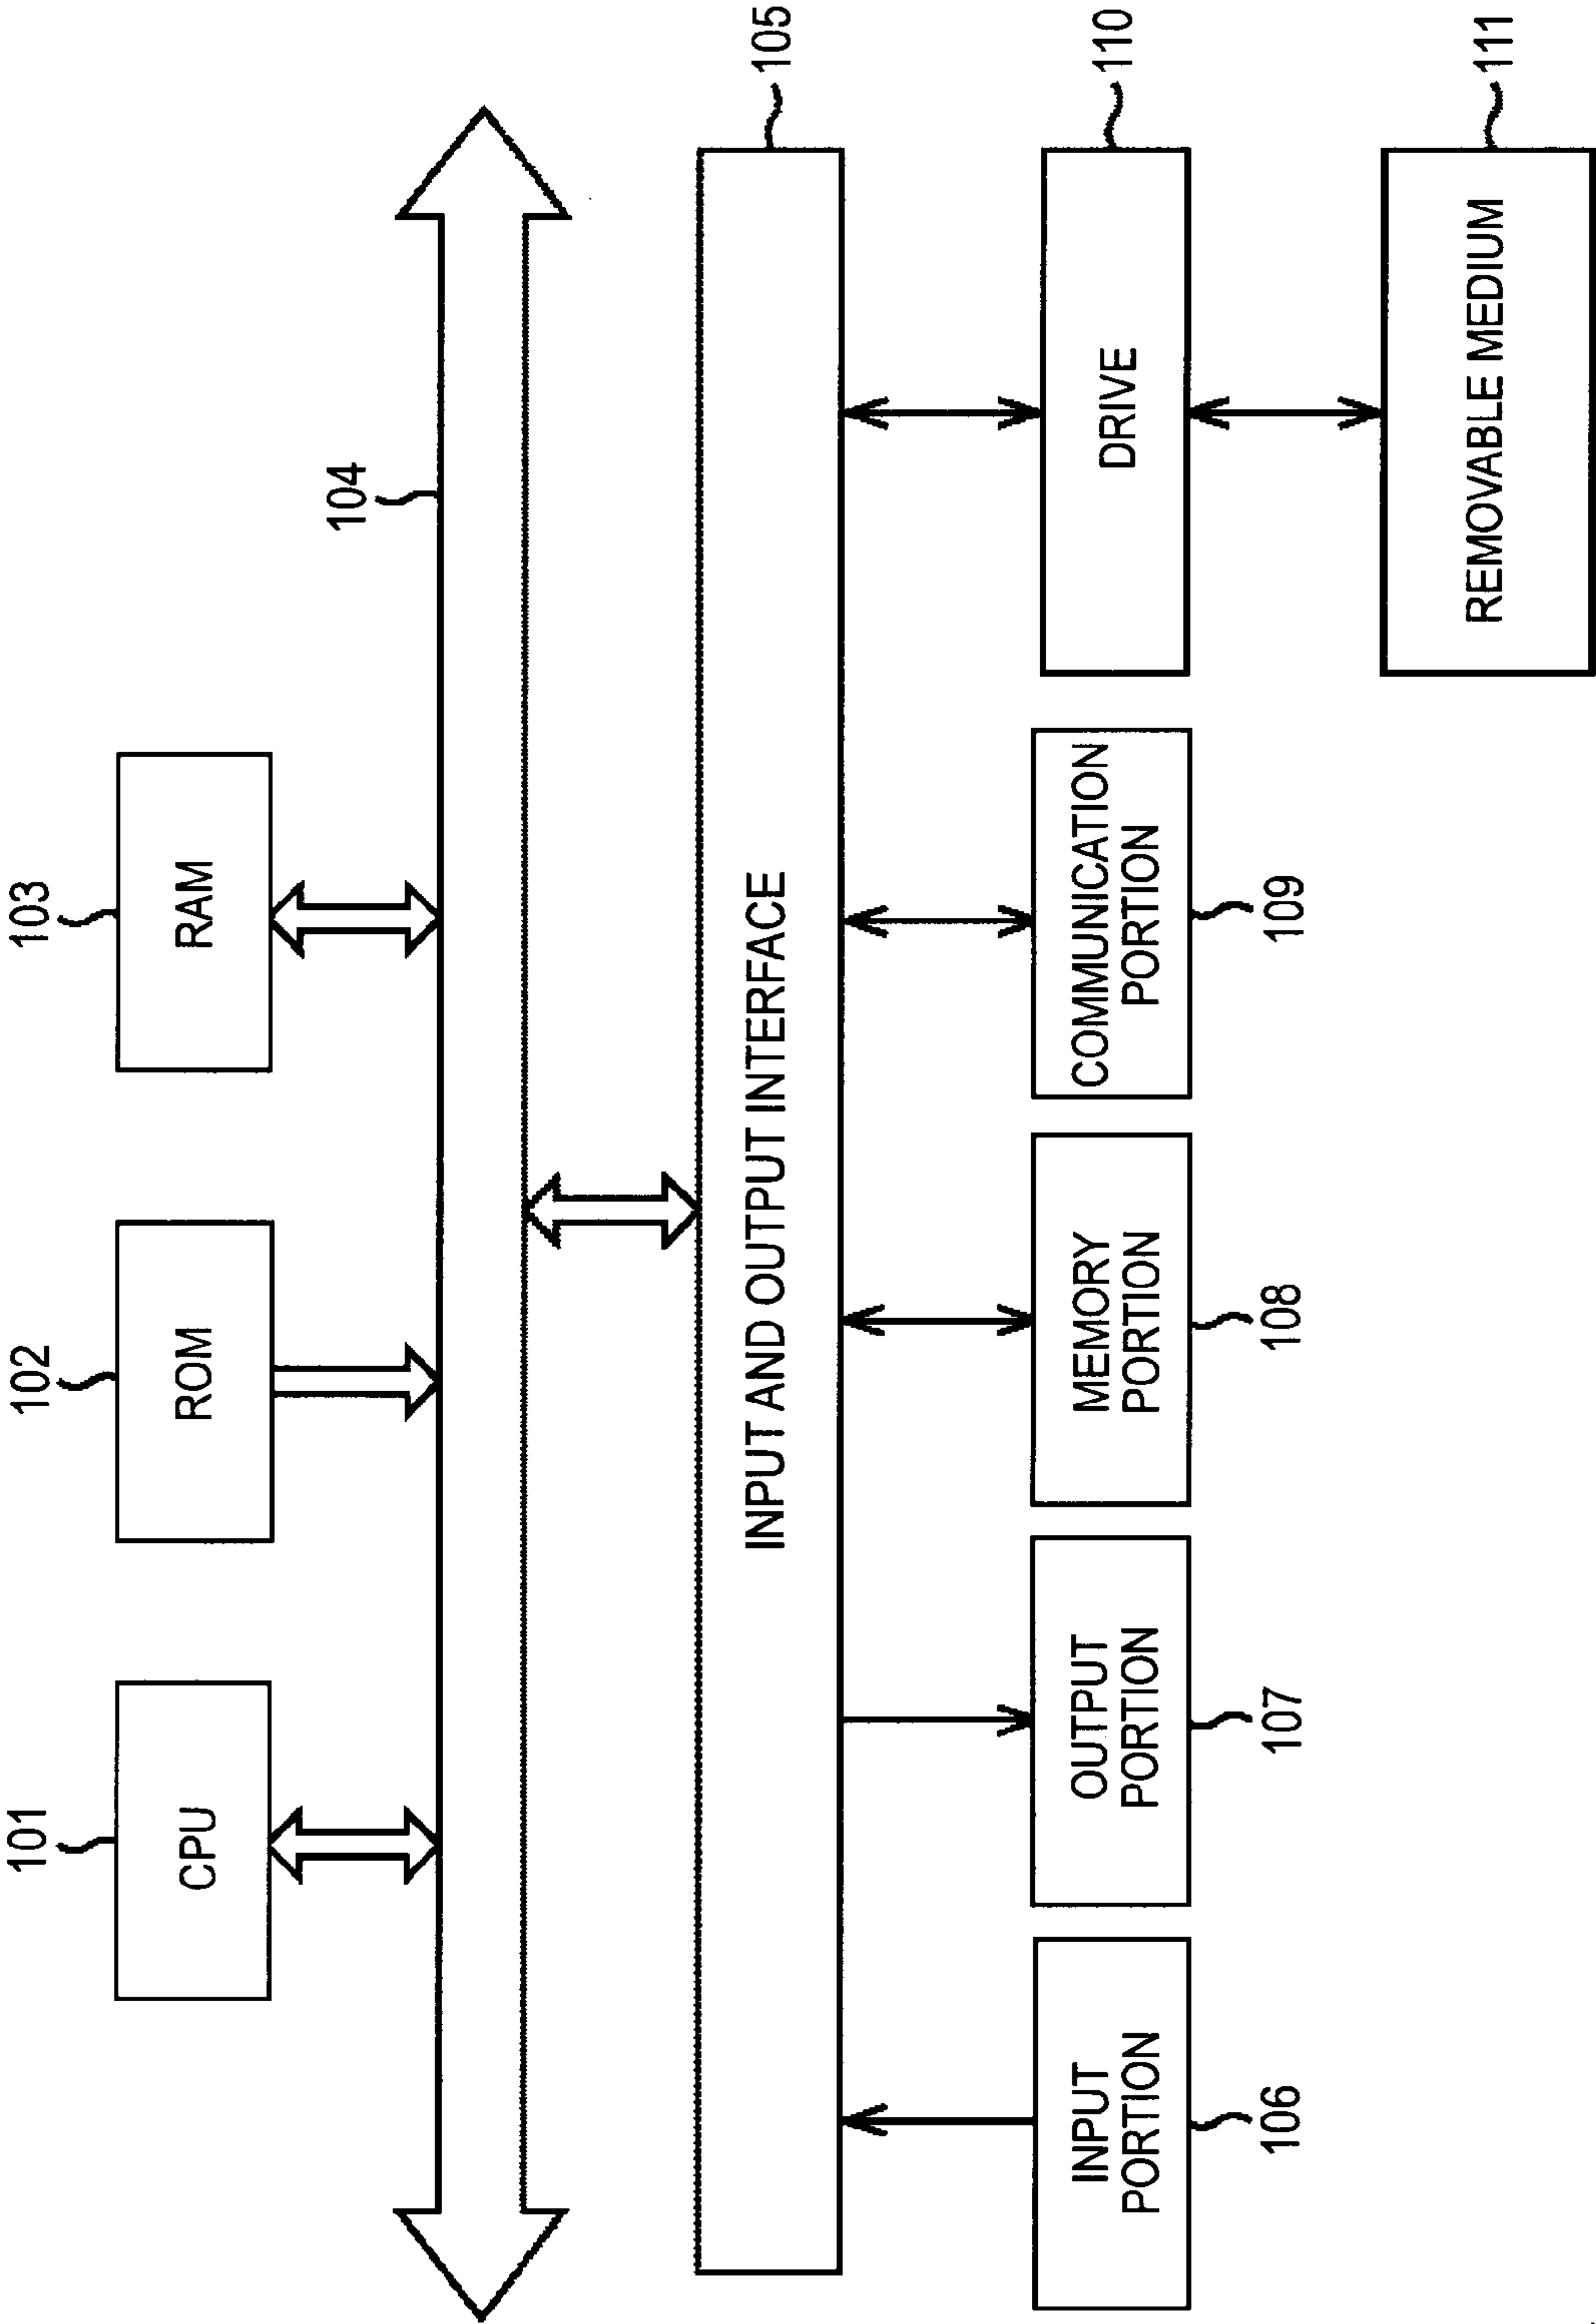 101
102
103
CPU
ROM
RAM
104
INPUT AND OUTPUT INTERFACE
105
INPUT
PORTION
OUTPUT
PORTION
MEMORY
PORTION
COMMUNICATION
PORTION
DRIVE
110
106
107
108
109
REMOVABLE MEDIUM
111